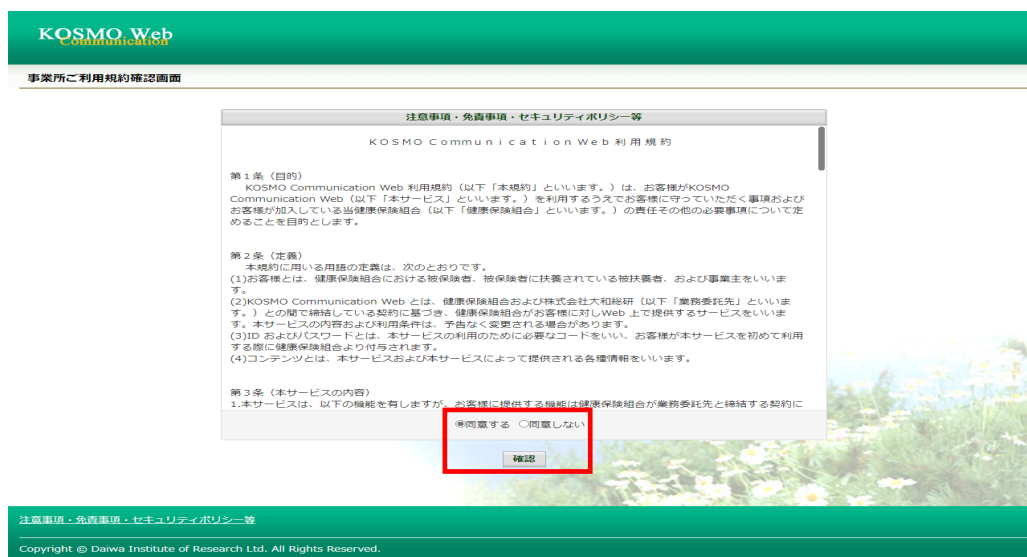 KOSMO Web
Communication
事業所ご利用規約確認画面
注意事項・免責事項・セキュリティポリシー等
ＫＯＳＭＯ Ｃｏｍｍｕｎｉｃａｔｉｏｎ Ｗｅｂ 利用規約
第１条（目的）
KOSMO Communication Web 利用規約（以下「本規約」といいます。）は、お客様がKOSMO
Communication Web（以下「本サービス」といいます。）を利用するうえでお客様に守っていただく事項および
お客様が加入している当健康保険組合（以下「健康保険組合」といいます。）の責任その他の必要事項について定
めることを目的とします。
第２条（定義）
本規約に用いる用語の定義は、次のとおりです。
(1)お客様とは、健康保険組合における被保険者、被保険者に扶養されている被扶養者、および事業主をいいま
す。
(2)KOSMO Communication Web とは、健康保険組合および株式会社大和総研（以下「業務委託先」といいま
す。）との間で締結している契約に基づき、健康保険組合がお客様に対しWeb 上で提供するサービスをいいま
す。本サービスの内容および利用条件は、予告なく変更される場合があります。
(3)ID およびパスワードとは、本サービスの利用のために必要なコードをいい、お客様が本サービスを初めて利用
する際に健康保険組合より付与されます。
(4)コンテンツとは、本サービスおよび本サービスによって提供される各種情報をいいます。
第３条（本サービスの内容）
1.本サービスは、以下の機能を有しますが、お客様に提供する機能は健康保険組合が業務委託先と締結する契約に
同意する 同意しない
確認
注意事項・免責事項・セキュリティポリシー等
Copyright © Daiwa Institute of Research Ltd. All Rights Reserved.